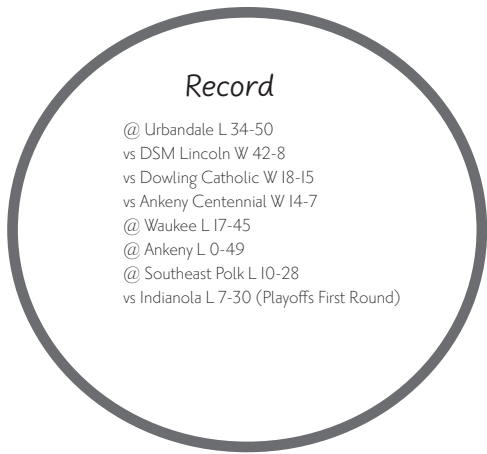 Record
@ Urbandale L 34-50
vs DSM Lincoln W 42-8
vs Dowling Catholic W 18-15
vs Ankeny Centennial W 14-7
@ Waukee L 17-45
@ Ankeny L 0-49
@ Southeast Polk L 10-28
vs Indianola L 7-30 (Playoffs First Round)